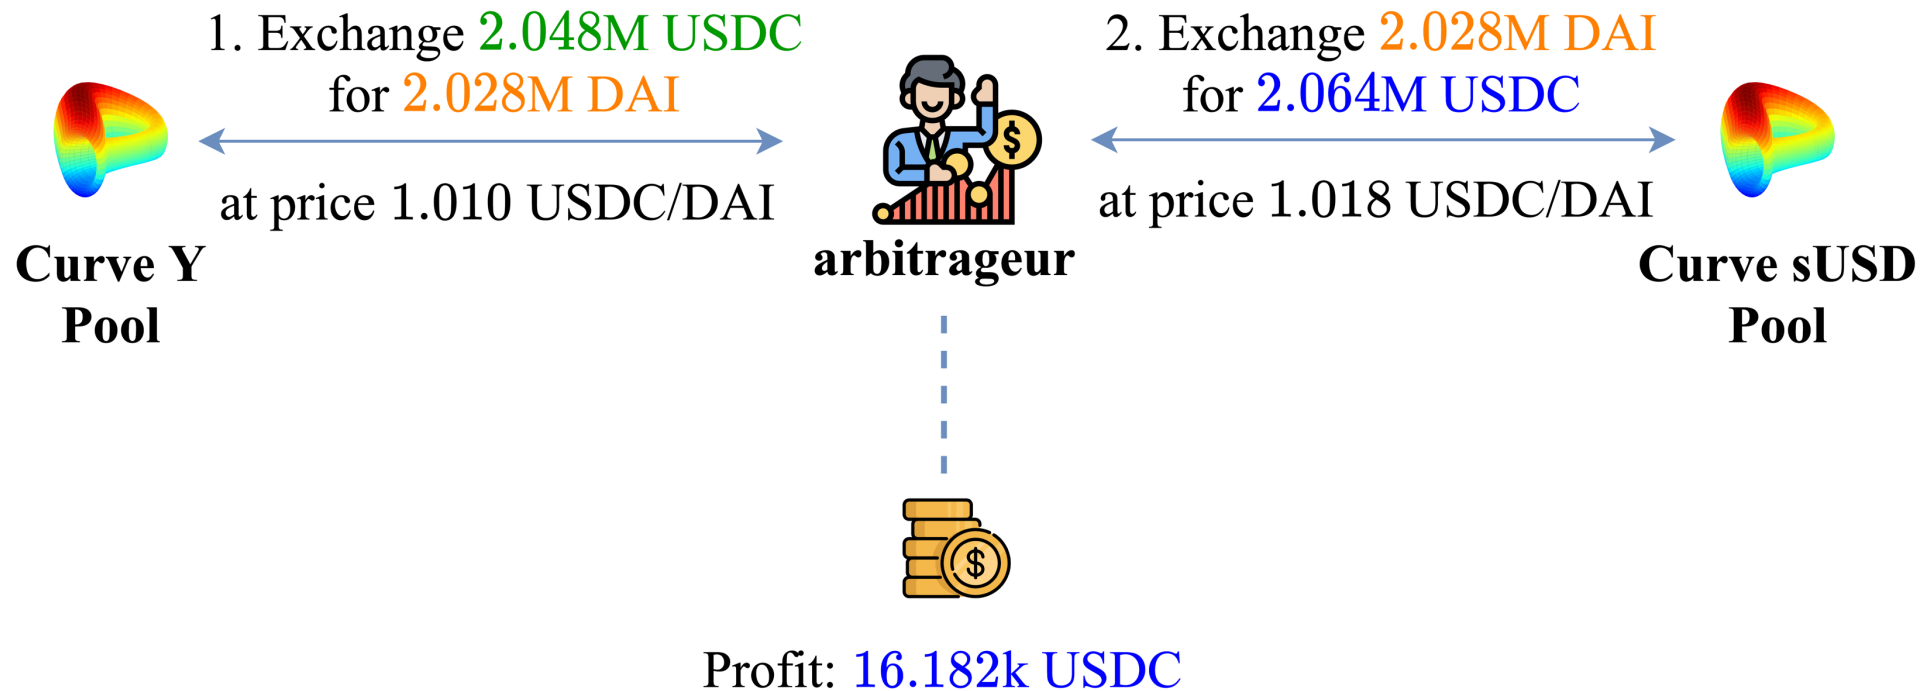 1. Exchange 2.048M USDC
for 2.028M DAI
at price 1.010 USDC/DAI
Curve Y
Pool
$
arbitrageur
2. Exchange 2.028M DAI
for 2.064M USDC
at price 1.018 USDC/DAI
Curve sUSD
Pool
$
Profit: 16.182k USDC